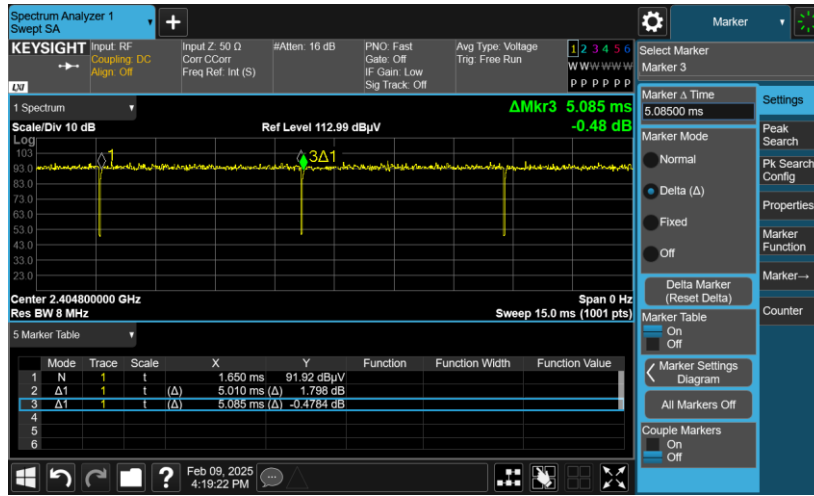 Spectrum Analyzer 1
Swept SA
Marker
KEYSIGHT
LXI
Input: RF
Coupling: DC
Align: Off
Input Z: 50 Ω
Corr CCorr
Freq Ref: Int (S)
#Atten: 16 dB
PNO: Fast
Gate: Off
IF Gain: Low
Sig Track: Off
Avg Type: Voltage
Trig: Free Run
1 2 3 4 5 6
W W W W W W
P P P P P P
Select Marker
Marker 3
1 Spectrum
ΔMkr3 5.085 ms
Scale/Div 10 dB
Ref Level 112.99 dBµV
-0.48 dB
Log
103
93.0
83.0
73.0
63.0
53.0
43.0
33.0
23.0
1
3Δ1
Center 2.404800000 GHz
Span 0 Hz
Res BW 8 MHz
Sweep 15.0 ms (1001 pts)
5 Marker Table
Mode Trace Scale X Y Function Function Width Function Value
1 N 1 t 1.650 ms 91.92 dBµV
2 Δ1 1 t (Δ) 5.010 ms (Δ) 1.798 dB
3 Δ1 1 t (Δ) 5.085 ms (Δ) -0.4784 dB
4
5
6
Marker Δ Time
5.08500 ms
Marker Mode
Normal
Delta (Δ)
Fixed
Off
Delta Marker
(Reset Delta)
Marker Table
On
Off
Marker Settings
Diagram
All Markers Off
Couple Markers
On
Off
Settings
Peak
Search
Pk Search
Config
Properties
Marker
Function
Marker→
Counter
?
Feb 09, 2025
4:19:22 PM